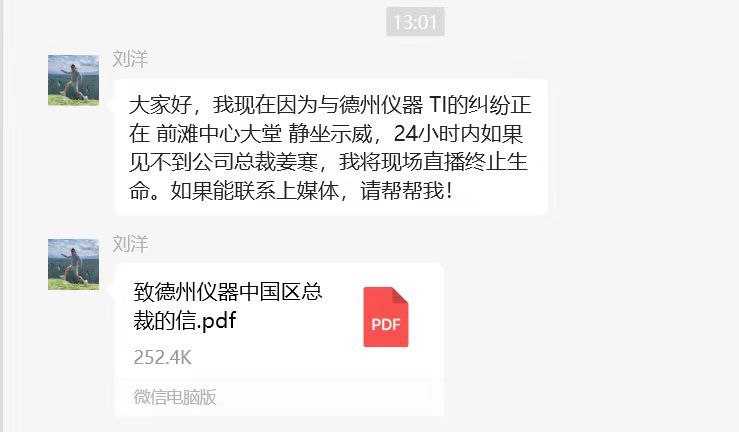 13:01
刘洋
大家好，我现在因为与德州仪器 TI的纠纷正
在 前滩中心大堂 静坐示威，24小时内如果
见不到公司总裁姜寒，我将现场直播终止生
命。如果能联系上媒体，请帮帮我！
刘洋
致德州仪器中国区总
裁的信.pdf
PDF
252.4K
微信电脑版